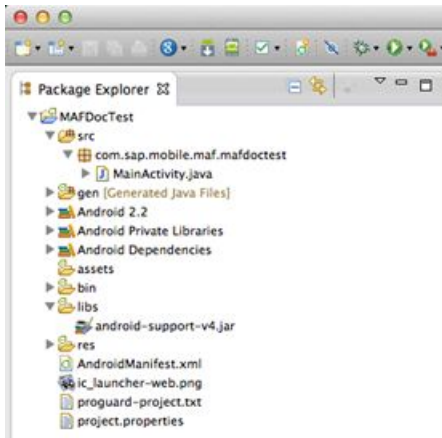 Package Explorer
MAFDocTest
src
com.sap.mobile.maf.mafdoctest
MainActivity.java
gen [Generated Java Files]
Android 2.2
Android Private Libraries
Android Dependencies
assets
bin
libs
android-support-v4.jar
res
AndroidManifest.xml
ic_launcher-web.png
proguard-project.txt
project.properties